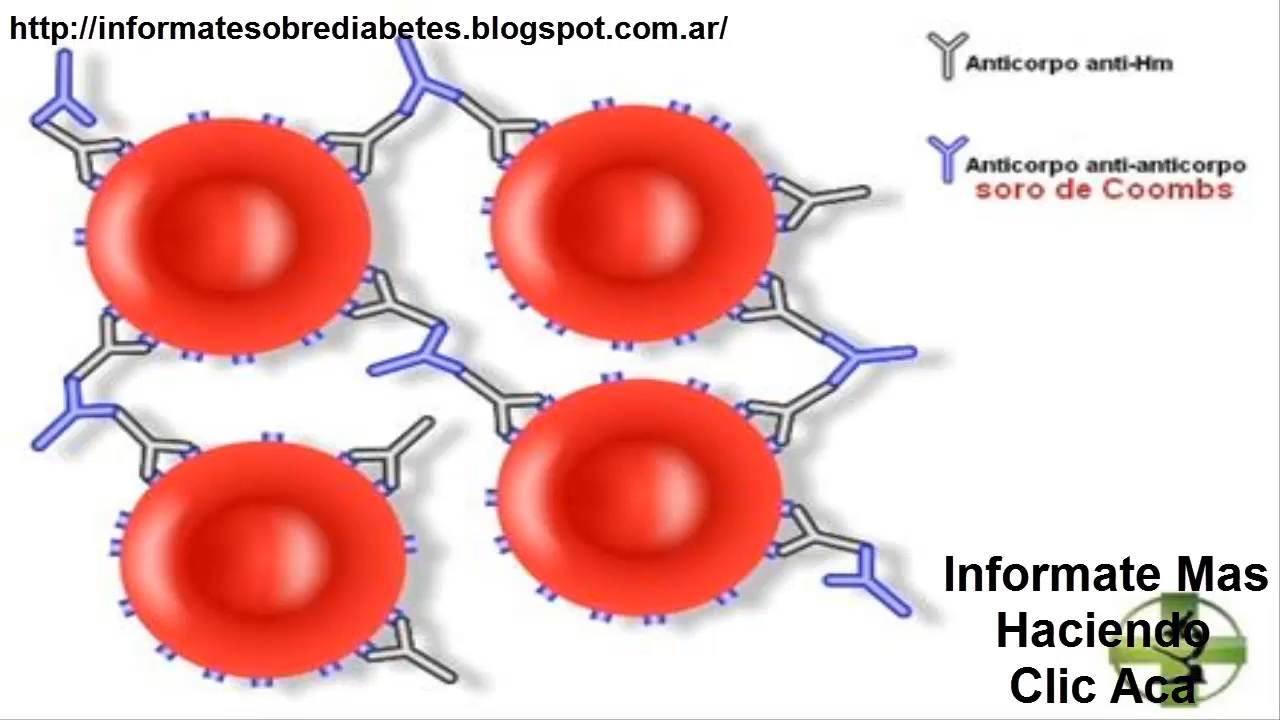 http://informatesobrediabetes.blogspot.com.ar/
Anticorpo anti-Hm
Anticorpo anti-anticorpo
soro de Coombs
Informate Mas
Haciendo
Clic Aca